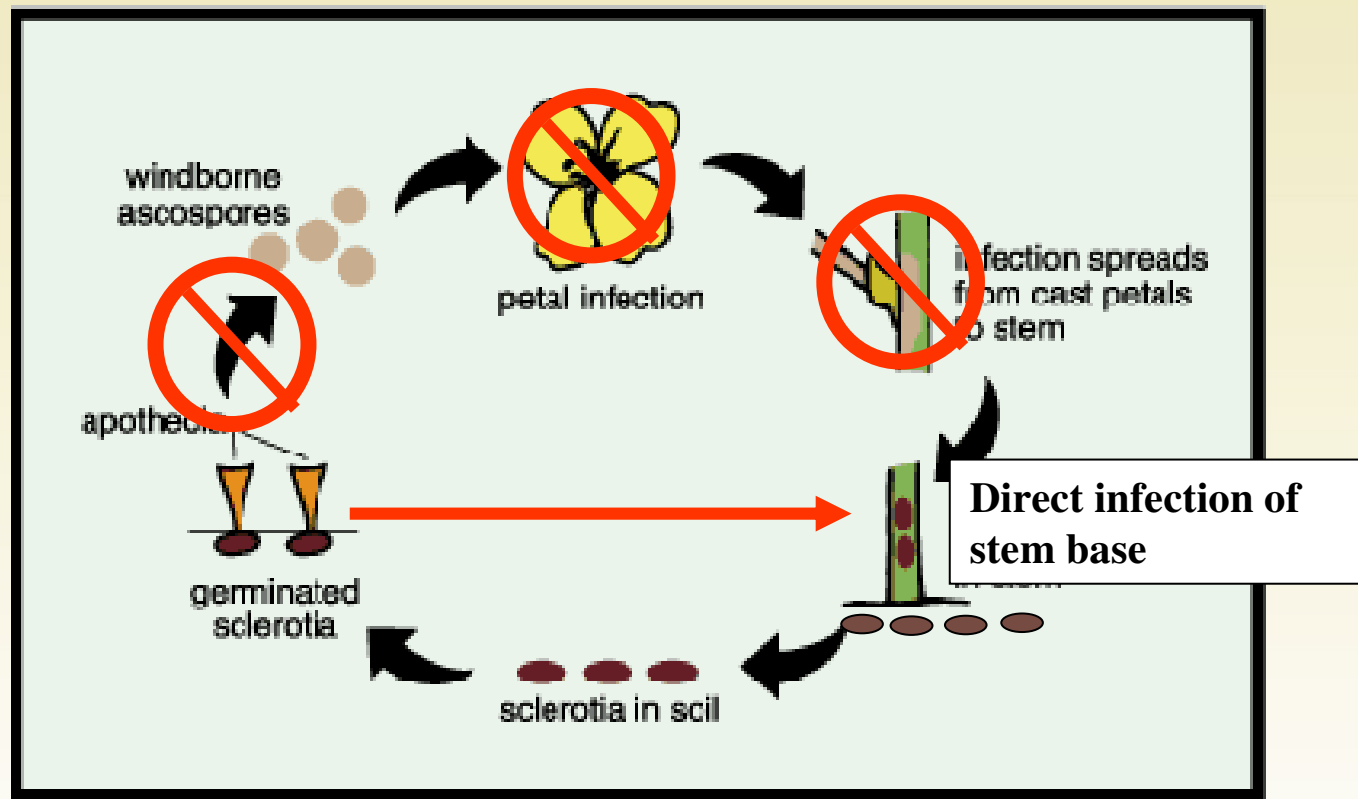 windborne
ascospores
petal infection
infection spreads
from cast petals
to stem
apothecia
Direct infection of
stem base
germinated
sclerotia
sclerotia in soil